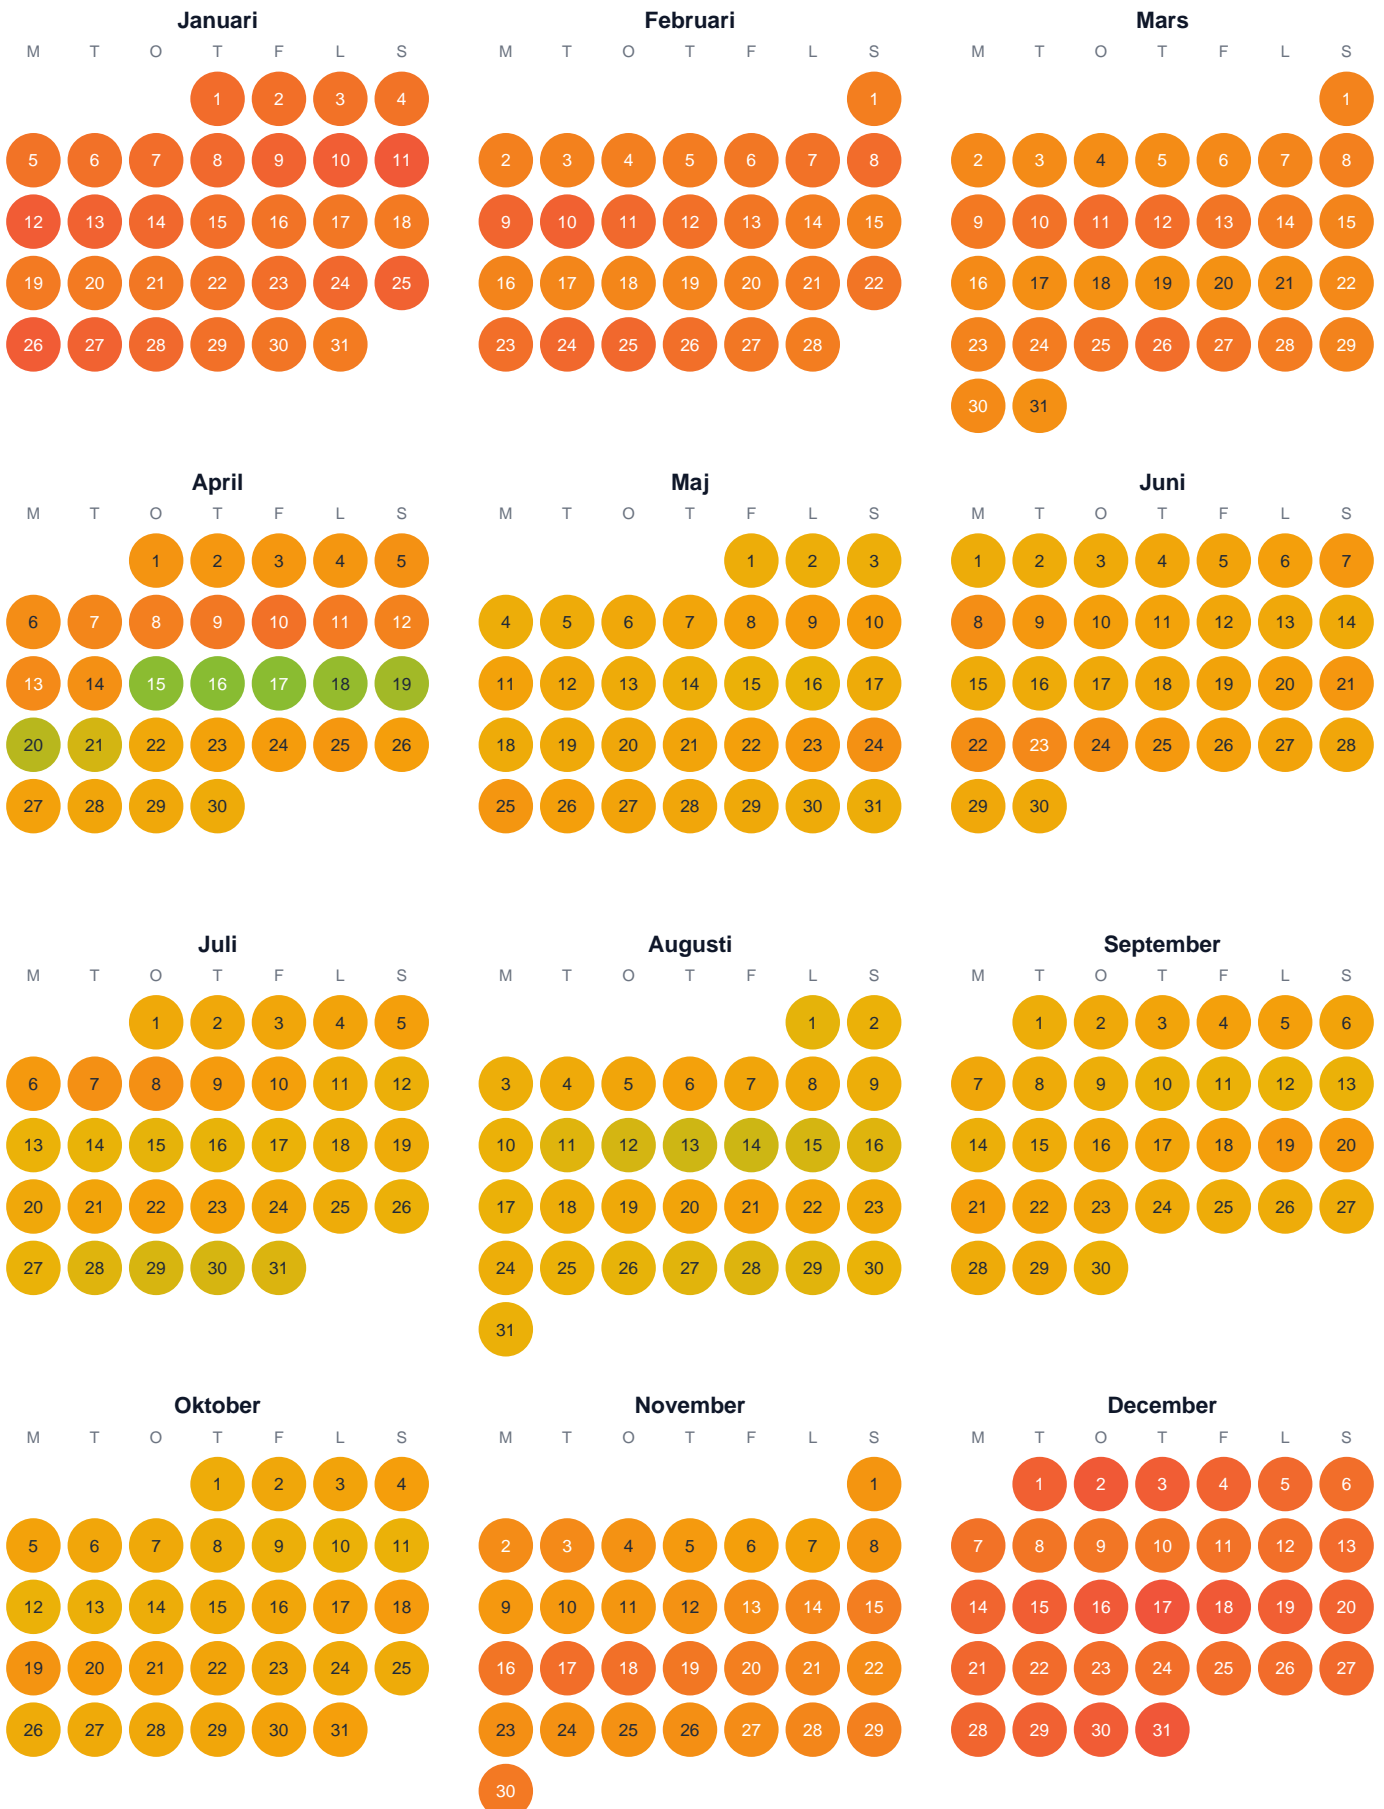 Januari Februari Mars
M T O T F L S M T O T F L S M T O T F L S
1 2 3 4 1 1
5 6 7 8 9 10 11 2 3 4 5 6 7 8 2 3 4 5 6 7 8
12 13 14 15 16 17 18 9 10 11 12 13 14 15 9 10 11 12 13 14 15
19 20 21 22 23 24 25 16 17 18 19 20 21 22 16 17 18 19 20 21 22
26 27 28 29 30 31 23 24 25 26 27 28 23 24 25 26 27 28 29
30 31
April Maj Juni
M T O T F L S M T O T F L S M T O T F L S
1 2 3 4 5 1 2 3 1 2 3 4 5 6 7
6 7 8 9 10 11 12 4 5 6 7 8 9 10 8 9 10 11 12 13 14
13 14 15 16 17 18 19 11 12 13 14 15 16 17 15 16 17 18 19 20 21
20 21 22 23 24 25 26 18 19 20 21 22 23 24 22 23 24 25 26 27 28
27 28 29 30 25 26 27 28 29 30 31 29 30
Juli Augusti September
M T O T F L S M T O T F L S M T O T F L S
1 2 3 4 5 1 2 1 2 3 4 5 6
6 7 8 9 10 11 12 3 4 5 6 7 8 9 7 8 9 10 11 12 13
13 14 15 16 17 18 19 10 11 12 13 14 15 16 14 15 16 17 18 19 20
20 21 22 23 24 25 26 17 18 19 20 21 22 23 21 22 23 24 25 26 27
27 28 29 30 31 24 25 26 27 28 29 30 28 29 30
31
Oktober November December
M T O T F L S M T O T F L S M T O T F L S
1 2 3 4 1 1 2 3 4 5 6
5 6 7 8 9 10 11 2 3 4 5 6 7 8 7 8 9 10 11 12 13
12 13 14 15 16 17 18 9 10 11 12 13 14 15 14 15 16 17 18 19 20
19 20 21 22 23 24 25 16 17 18 19 20 21 22 21 22 23 24 25 26 27
26 27 28 29 30 31 23 24 25 26 27 28 29 28 29 30 31
30